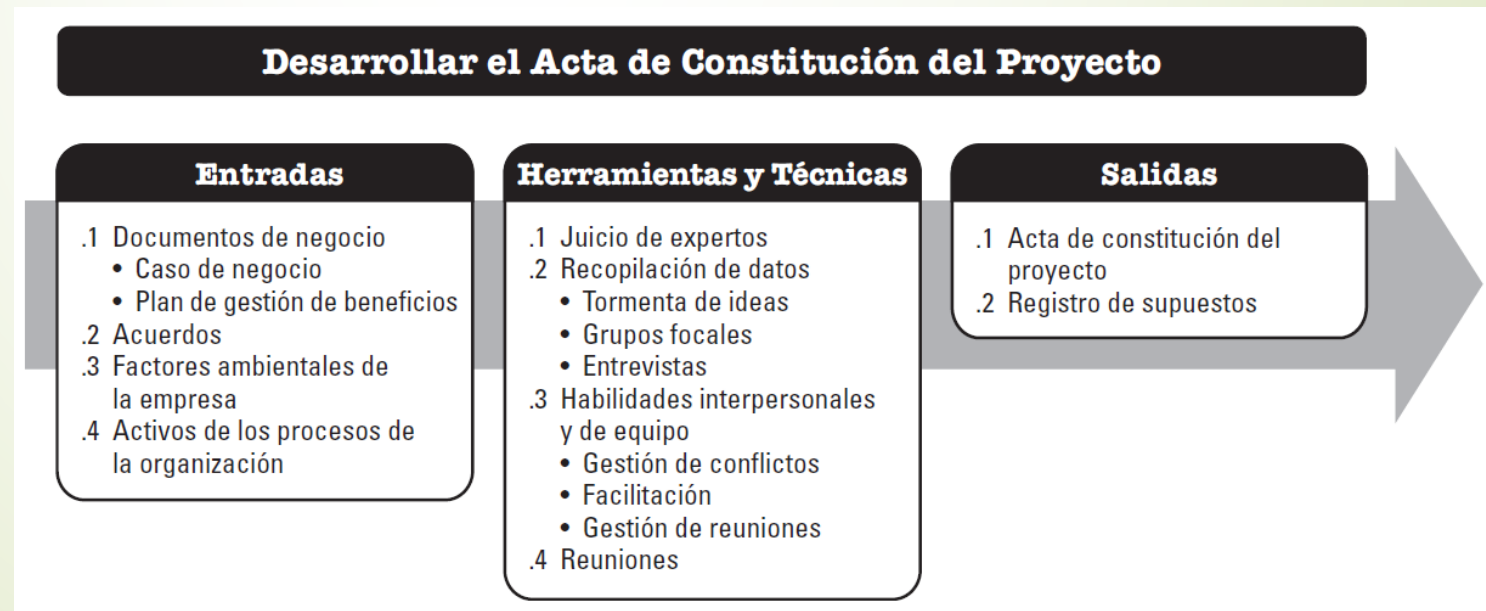 Desarrollar el Acta de Constitución del Proyecto
Entradas
.1 Documentos de negocio
• Caso de negocio
• Plan de gestión de beneficios
.2 Acuerdos
.3 Factores ambientales de
la empresa
.4 Activos de los procesos de
la organización
Herramientas y Técnicas
.1 Juicio de expertos
.2 Recopilación de datos
• Tormenta de ideas
• Grupos focales
• Entrevistas
.3 Habilidades interpersonales
y de equipo
• Gestión de conflictos
• Facilitación
• Gestión de reuniones
.4 Reuniones
Salidas
.1 Acta de constitución del
proyecto
.2 Registro de supuestos